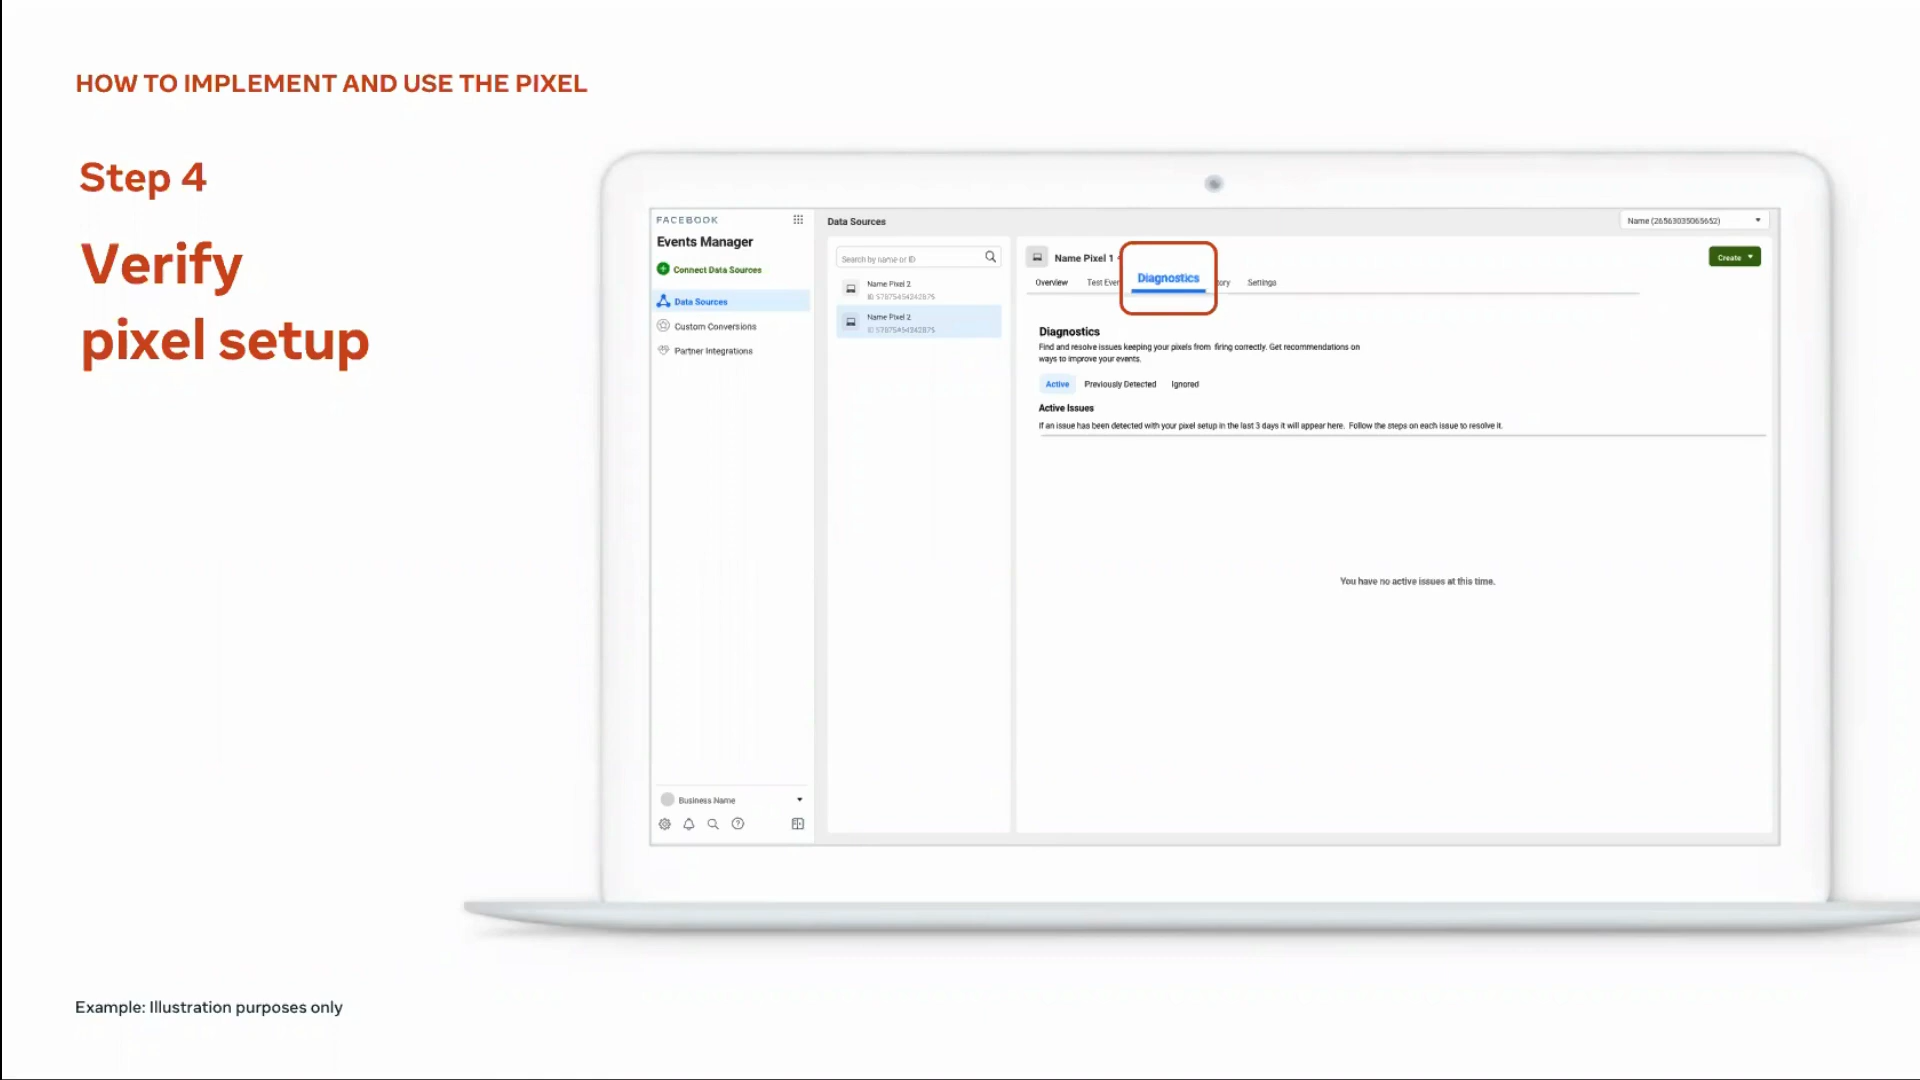 HOW TO IMPLEMENT AND USE THE PIXEL
Step 4
Verify
pixel setup
FACEBOOK
Events Manager
Connect Data Sources
Data Sources
Custom Conversions
Partner Integrations
Business Name
Data Sources
Name (26563035065652)
Search by name or ID
Name Pixel 2
Name Pixel 2
Name Pixel 1
Create
Overview
Diagnostics
Settings
Diagnostics
Find and resolve issues keeping your pixels from firing correctly. Get recommendations on
ways to improve your events.
Active Previously Detected Ignored
Active Issues
If an issue has been detected with your pixel setup in the last 3 days it will appear here. Follow the steps on each issue to resolve it.
You have no active issues at this time.
Example: Illustration purposes only